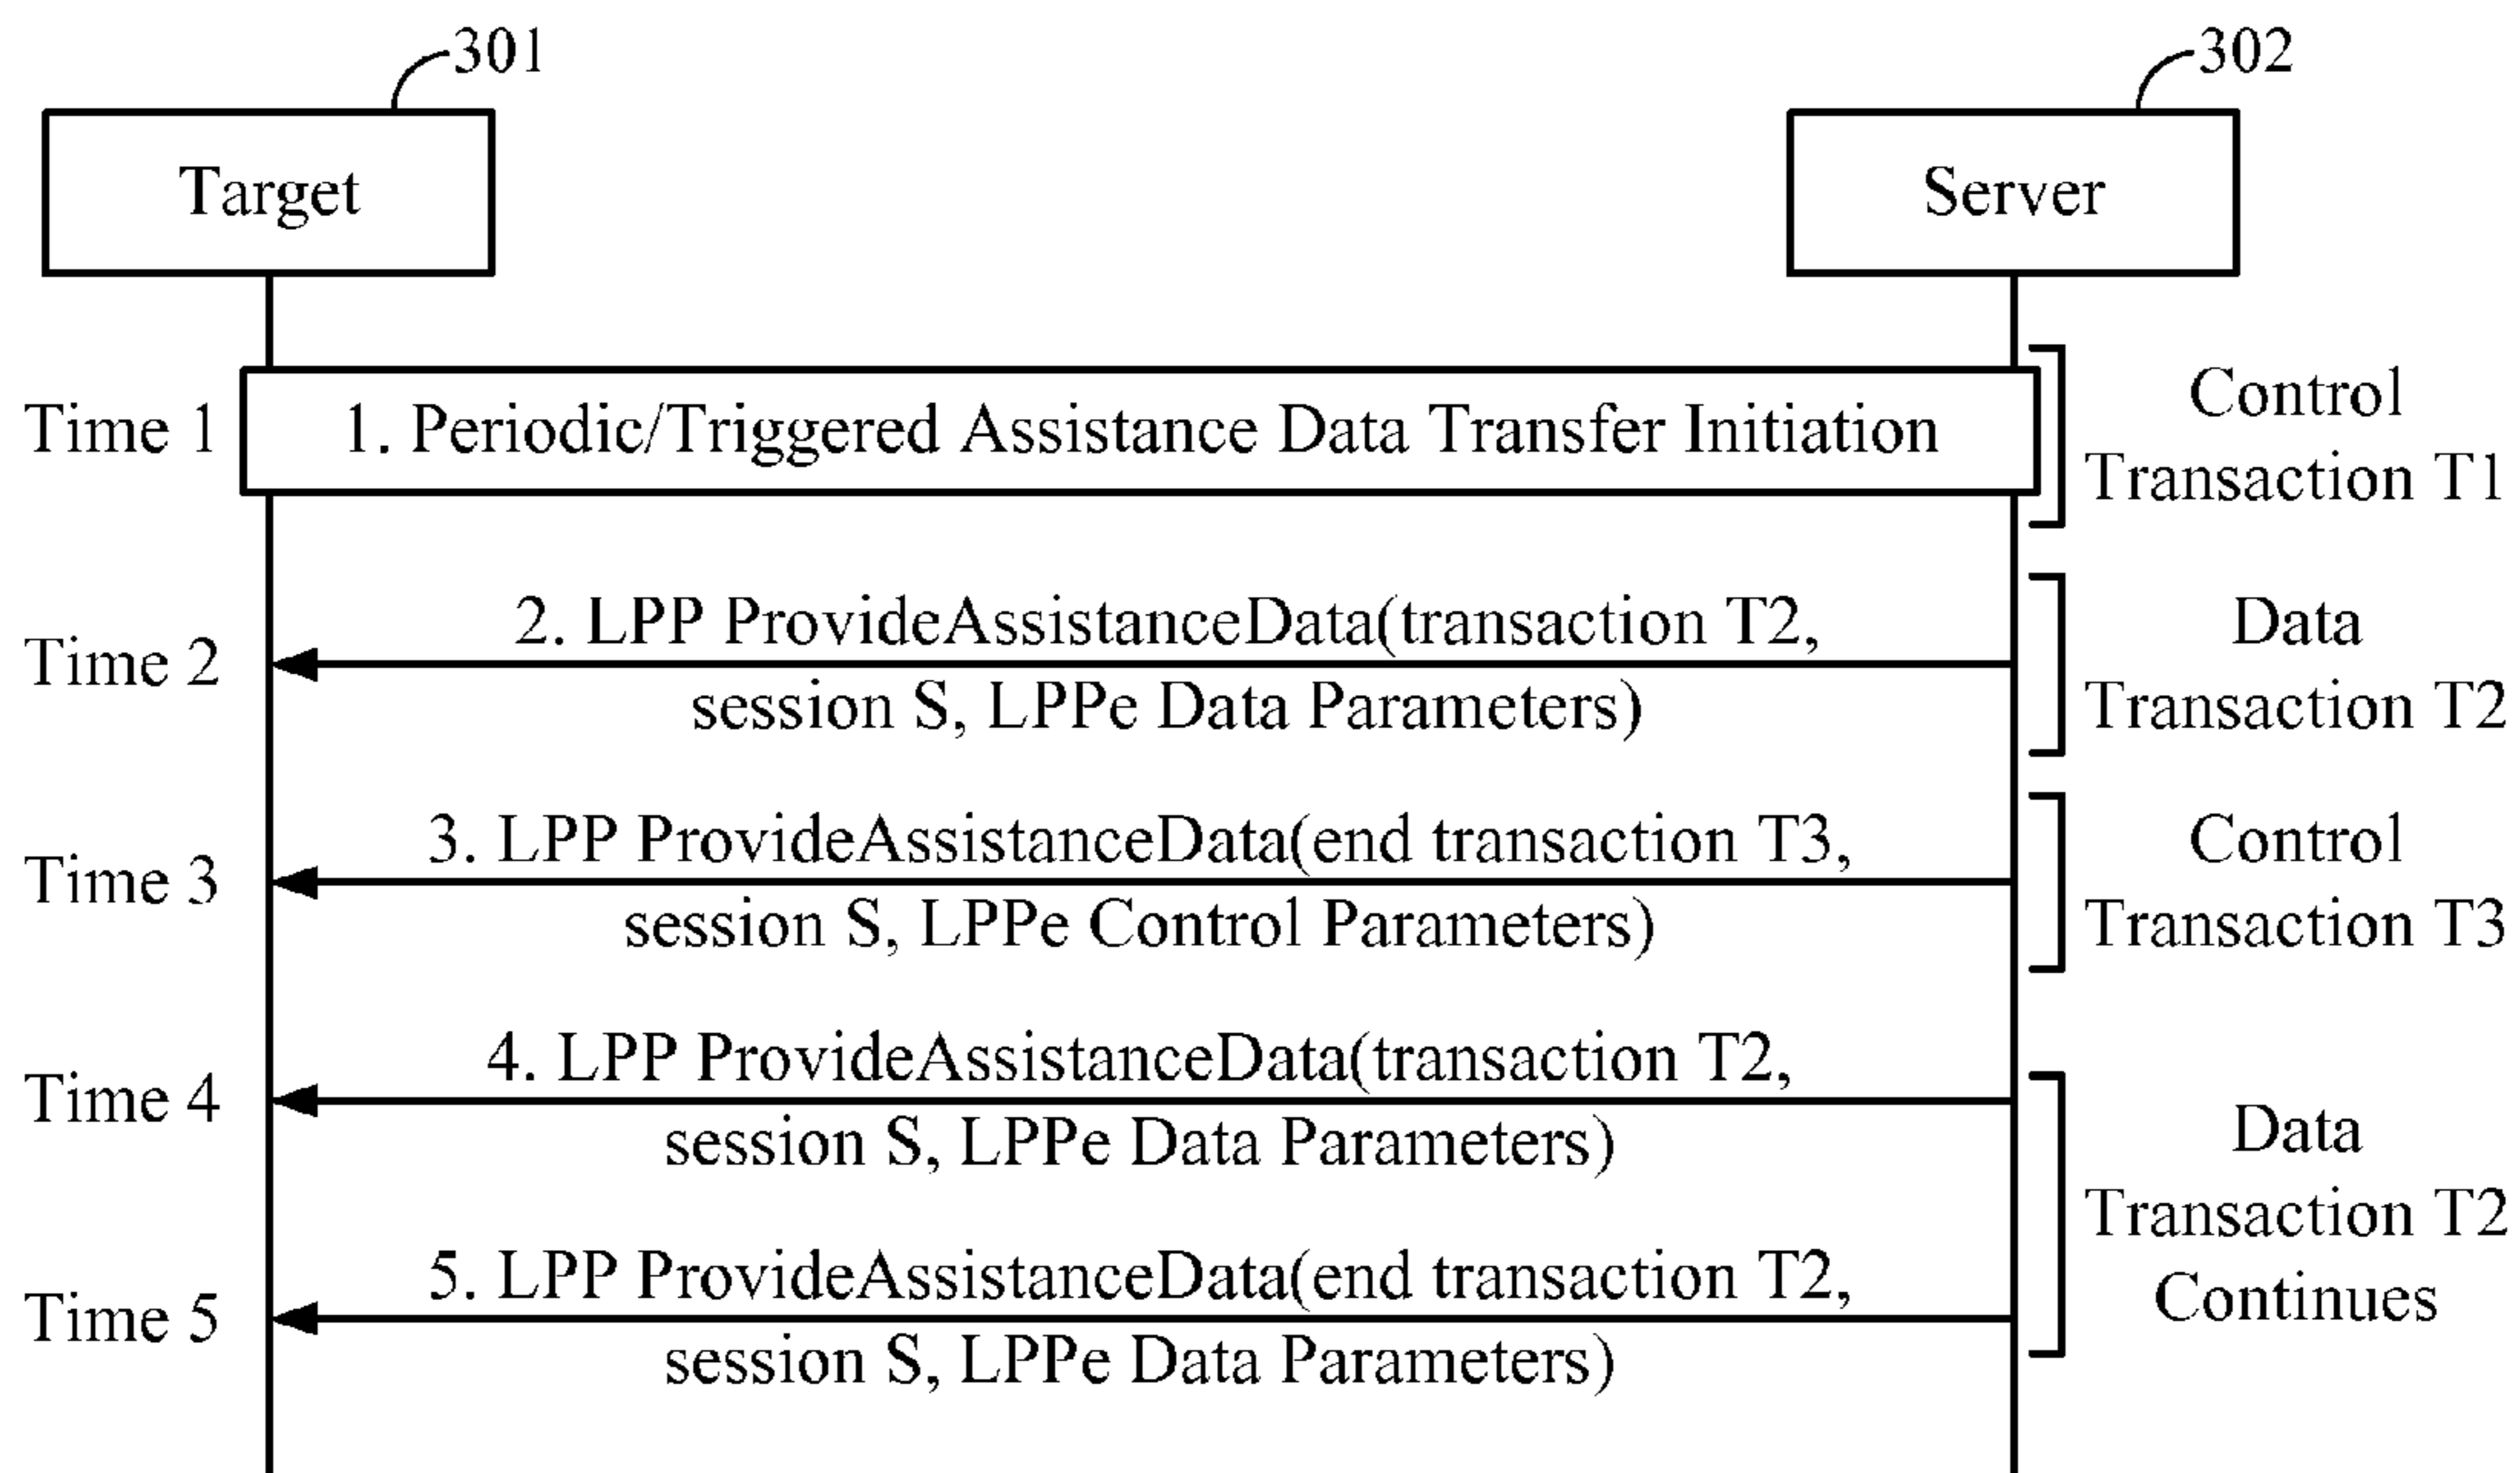 301
302
Target
Server
Time 1
1. Periodic/Triggered Assistance Data Transfer Initiation
Control
Transaction T1
Time 2
2. LPP ProvideAssistanceData(transaction T2,
session S, LPPe Data Parameters)
Data
Transaction T2
Time 3
3. LPP ProvideAssistanceData(end transaction T3,
session S, LPPe Control Parameters)
Control
Transaction T3
Time 4
4. LPP ProvideAssistanceData(transaction T2,
session S, LPPe Data Parameters)
Data
Transaction T2
Continues
Time 5
5. LPP ProvideAssistanceData(end transaction T2,
session S, LPPe Data Parameters)